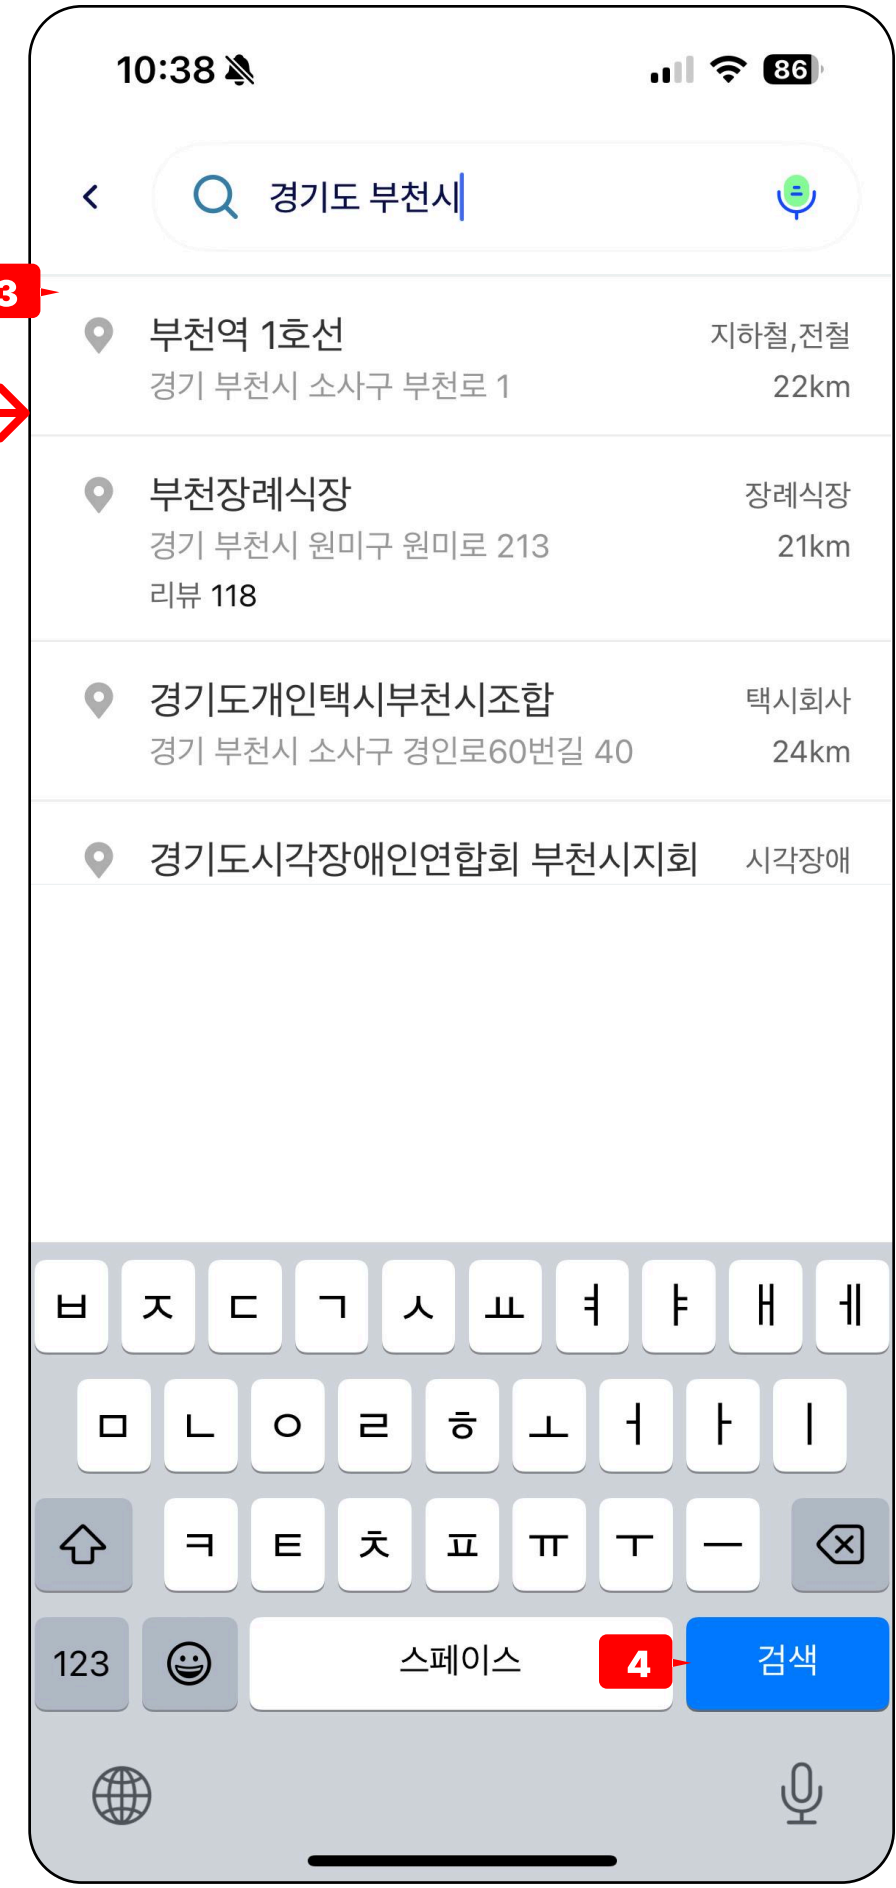 10:38
86
경기도 부천시
3
부천역 1호선 지하철,전철
경기 부천시 소사구 부천로 1 22km
부천장례식장 장례식장
경기 부천시 원미구 원미로 213 21km
리뷰 118
경기도개인택시부천시조합 택시회사
경기 부천시 소사구 경인로60번길 40 24km
경기도시각장애인연합회 부천시지회 시각장애
ㅂ ㅈ ㄷ ㄱ ㅅ ㅛ ㅕ ㅑ ㅐ ㅔ
ㅁ ㄴ ㅇ ㄹ ㅎ ㅗ ㅓ ㅏ ㅣ
ㅋ ㅌ ㅊ ㅍ ㅠ ㅜ ㅡ
123 스페이스 4 검색